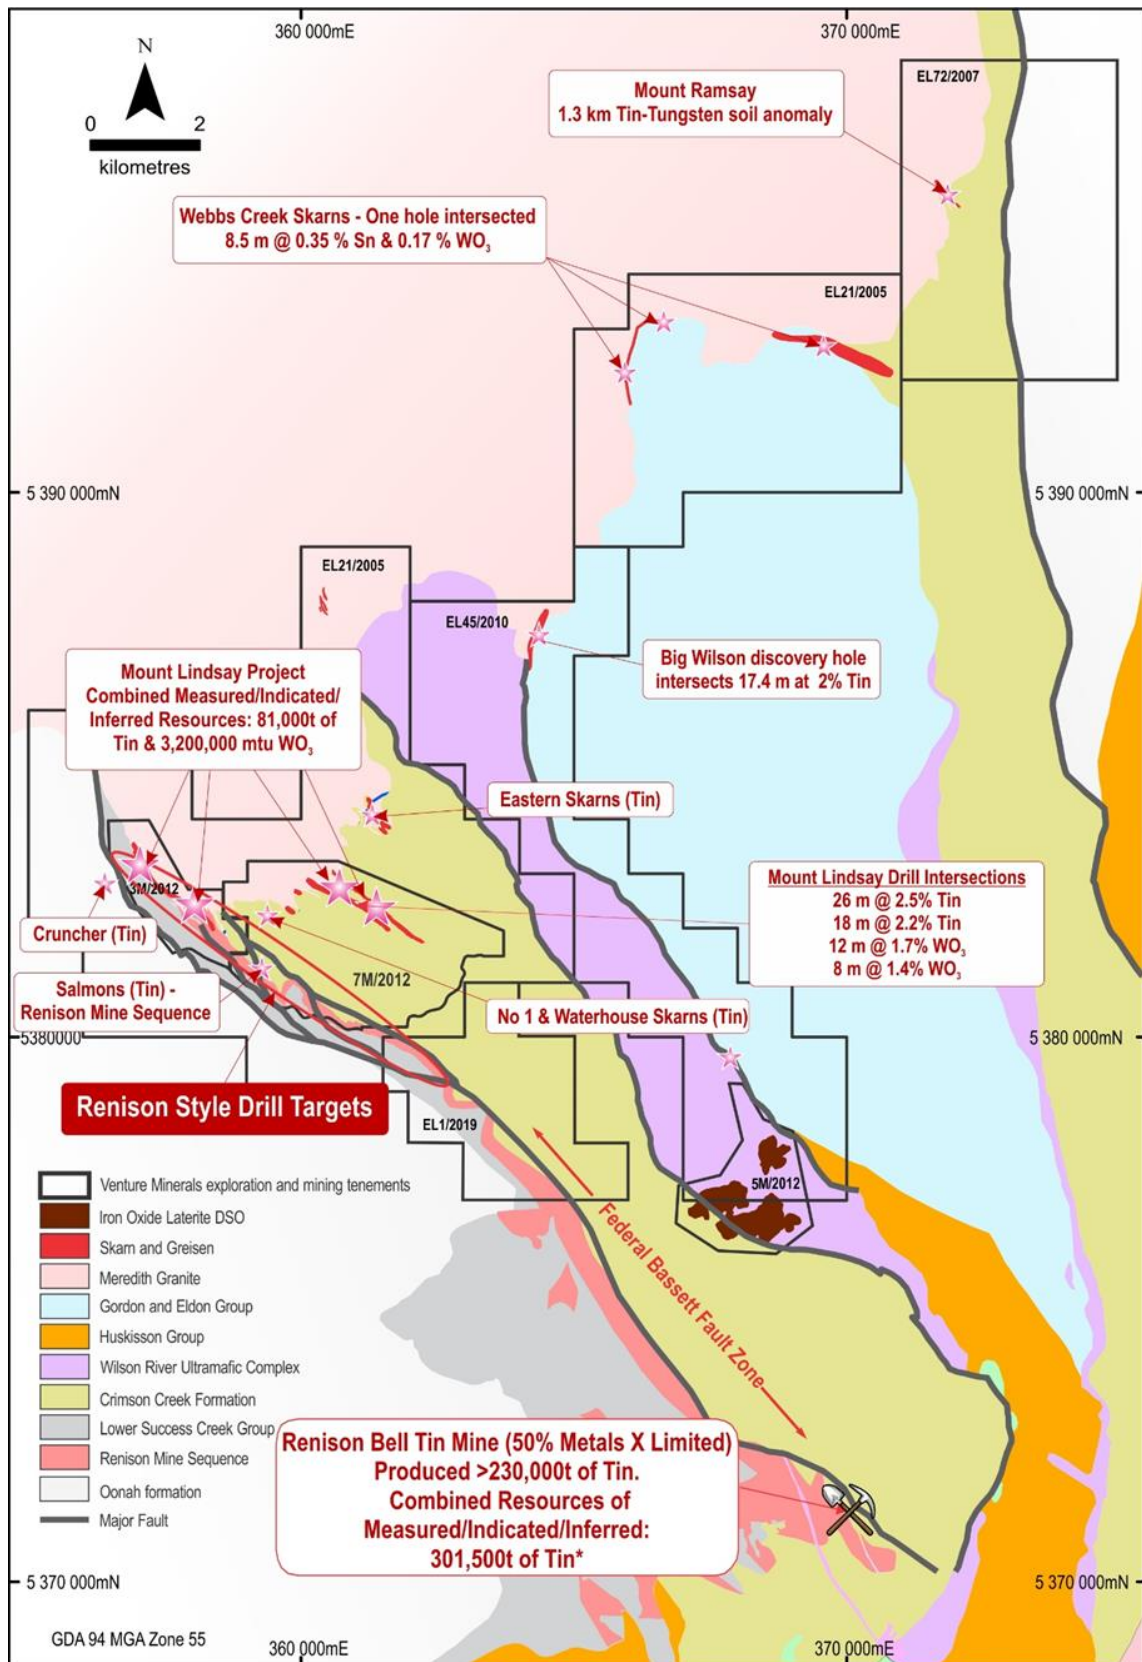 360 000mE
370 000mE
N
0 2
kilometres
EL72/2007
Mount Ramsay
1.3 km Tin-Tungsten soil anomaly
Webbs Creek Skarns - One hole intersected
8.5 m @ 0.35 % Sn & 0.17 % WO₃
EL21/2005
5 390 000mN
5 390 000mN
EL21/2005
EL45/2010
Mount Lindsay Project
Combined Measured/Indicated/
Inferred Resources: 81,000t of
Tin & 3,200,000 mtu WO₃
Big Wilson discovery hole
intersects 17.4 m at 2% Tin
Eastern Skarns (Tin)
Mount Lindsay Drill Intersections
26 m @ 2.5% Tin
18 m @ 2.2% Tin
12 m @ 1.7% WO₃
8 m @ 1.4% WO₃
3M/2012
Cruncher (Tin)
Salmons (Tin) -
Renison Mine Sequence
7M/2012
No 1 & Waterhouse Skarns (Tin)
5380000
5 380 000mN
Renison Style Drill Targets
EL1/2019
5M/2012
Federal Bassett Fault Zone
Venture Minerals exploration and mining tenements
Iron Oxide Laterite DSO
Skarn and Greisen
Meredith Granite
Gordon and Eldon Group
Huskisson Group
Wilson River Ultramafic Complex
Crimson Creek Formation
Lower Success Creek Group
Renison Mine Sequence
Oonah formation
Major Fault
Renison Bell Tin Mine (50% Metals X Limited)
Produced >230,000t of Tin.
Combined Resources of
Measured/Indicated/Inferred:
301,500t of Tin*
5 370 000mN
5 370 000mN
GDA 94 MGA Zone 55
360 000mE
370 000mE